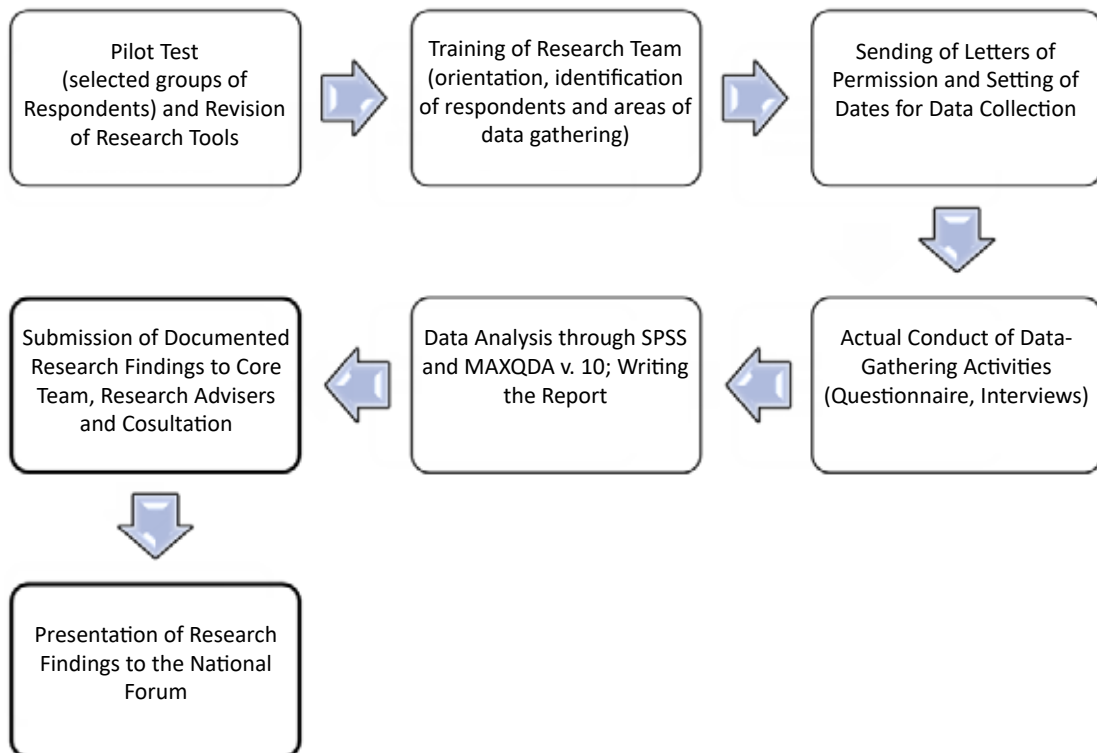 Pilot Test
(selected groups of
Respondents) and Revision
of Research Tools
Training of Research Team
(orientation, identification
of respondents and areas of
data gathering)
Sending of Letters of
Permission and Setting of
Dates for Data Collection
Actual Conduct of Data-
Gathering Activities
(Questionnaire, Interviews)
Data Analysis through SPSS
and MAXQDA v. 10; Writing
the Report
Submission of Documented
Research Findings to Core
Team, Research Advisers
and Cosultation
Presentation of Research
Findings to the National
Forum